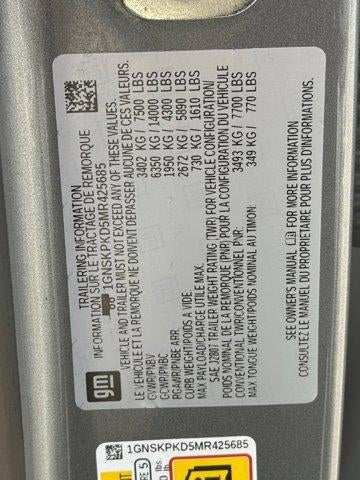 TRAILERING INFORMATION
INFORMATION SUR LE TRACTAGE DE REMORQUE
1GNSKPKD5MR425685
VEHICLE AND TRAILER MUST NOT EXCEED ANY OF THESE VALUES.
LE VÉHICULE ET LA REMORQUE NE DOIVENT DÉPASSER AUCUNE DE CES VALEURS.
GVWR/PNBV 3402 KG / 7500 LBS
GCWR/PNBC 6350 KG / 14000 LBS
RGAWR/PNBE ARR. 1950 KG / 4300 LBS
CURB WEIGHT/POIDS A VIDE: 2672 KG / 5890 LBS
MAX PAYLOAD/CHARGE UTILE MAX 730 KG / 1610 LBS
SAE J2807 TRAILER WEIGHT RATING (TWR) FOR VEHICLE CONFIGURATION/
POIDS NOMINAL DE LA REMORQUE (PNR) POUR LA CONFIGURATION DU VÉHICULE
CONVENTIONAL TWR/CONVENTIONNEL PNR: 3493 KG / 7700 LBS
MAX TONGUE WEIGHT/POIDS NOMINAL AU TIMON: 349 KG / 770 LBS
SEE OWNER'S MANUAL FOR MORE INFORMATION
CONSULTEZ LE MANUEL DU PROPRIÉTAIRE POUR PLUS D'INFORMATIONS.
gm
1GNSKPKD5MR425685